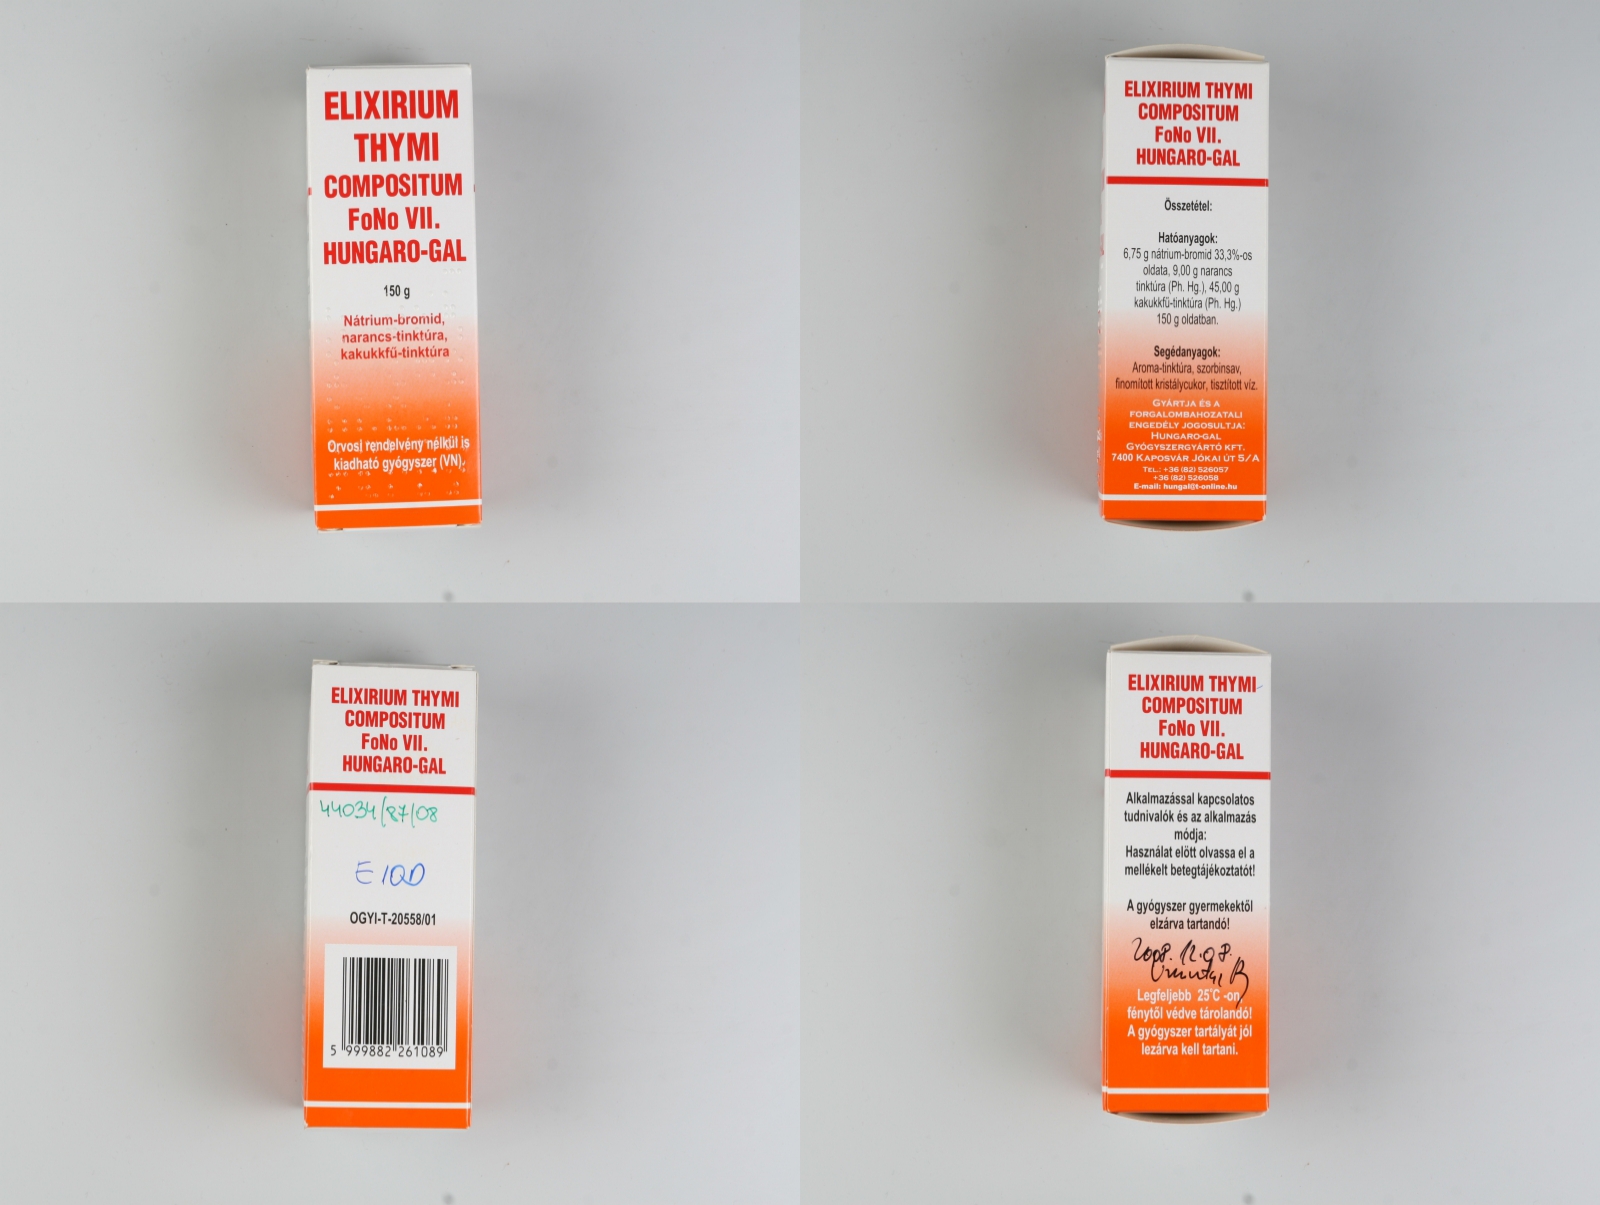 ELIXIRIUM
THYMI
COMPOSITUM
FoNo VII.
HUNGARO-GAL
150 g
Nátrium-bromid,
narancs-tinktúra,
kakukkfű-tinktúra
Orvosi rendelvény nélkül is
kiadható gyógyszer (VN).
ELIXIRIUM THYMI
COMPOSITUM
FoNo VII.
HUNGARO-GAL
Összetétel:
Hatóanyagok:
6,75 g nátrium-bromid 33,3%-os
oldata, 9,00 g narancs
tinktúra (Ph. Hg.), 45,00 g
kakukkfű-tinktúra (Ph. Hg.)
150 g oldatban.
Segédanyagok:
Aroma-tinktúra, szorbinsav,
finomított kristálycukor, tisztított víz.
GYÁRTJA ÉS A
FORGALOMBAHOZATALI
ENGEDÉLY JOGOSULTJA:
HUNGARO-GAL
GYÓGYSZERGYÁRTÓ KFT.
7400 KAPOSVÁR JÓKAI ÚT 5/A
TEL.: +36 (82) 526057
+36 (82) 526058
E-mail: hungal@t-online.hu
ELIXIRIUM THYMI
COMPOSITUM
FoNo VII.
HUNGARO-GAL
44034/87/08
E1QD
OGYI-T-20558/01
5 999882 261089
ELIXIRIUM THYMI
COMPOSITUM
FoNo VII.
HUNGARO-GAL
Alkalmazással kapcsolatos
tudnivalók és az alkalmazás
módja:
Használat előtt olvassa el a
mellékelt betegtájékoztatót!
A gyógyszer gyermekektől
elzárva tartandó!
2008. 12.08.
Legfeljebb 25°C -on,
fénytől védve tárolandó!
A gyógyszer tartályát jól
lezárva kell tartani.